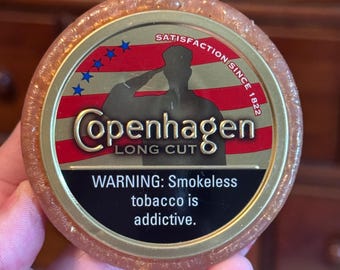 SATISFACTION SINCE 1822
Copenhagen
LONG CUT
WARNING: Smokeless
tobacco is
addictive.